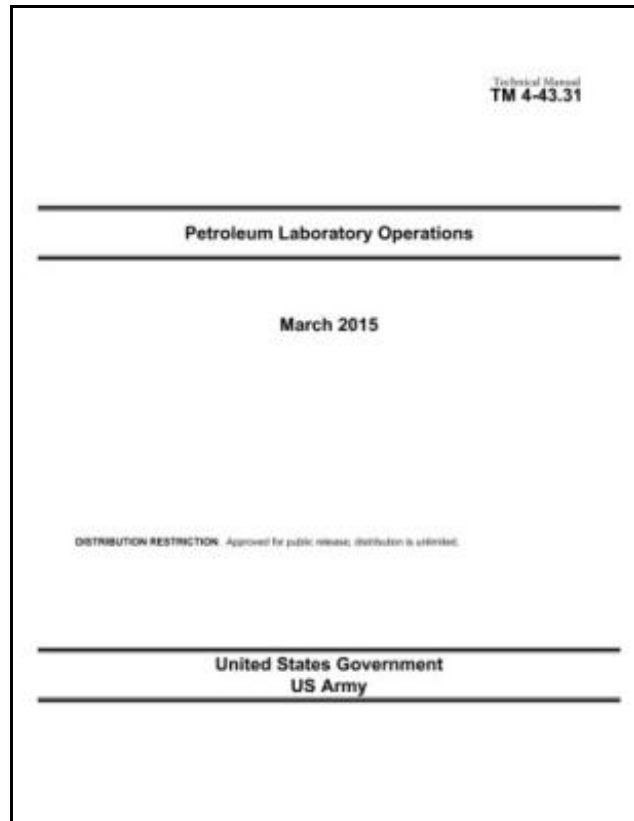 Technical Manual
TM 4-43.31
Petroleum Laboratory Operations
March 2015
DISTRIBUTION RESTRICTION: Approved for public release; distribution is unlimited.
United States Government
US Army